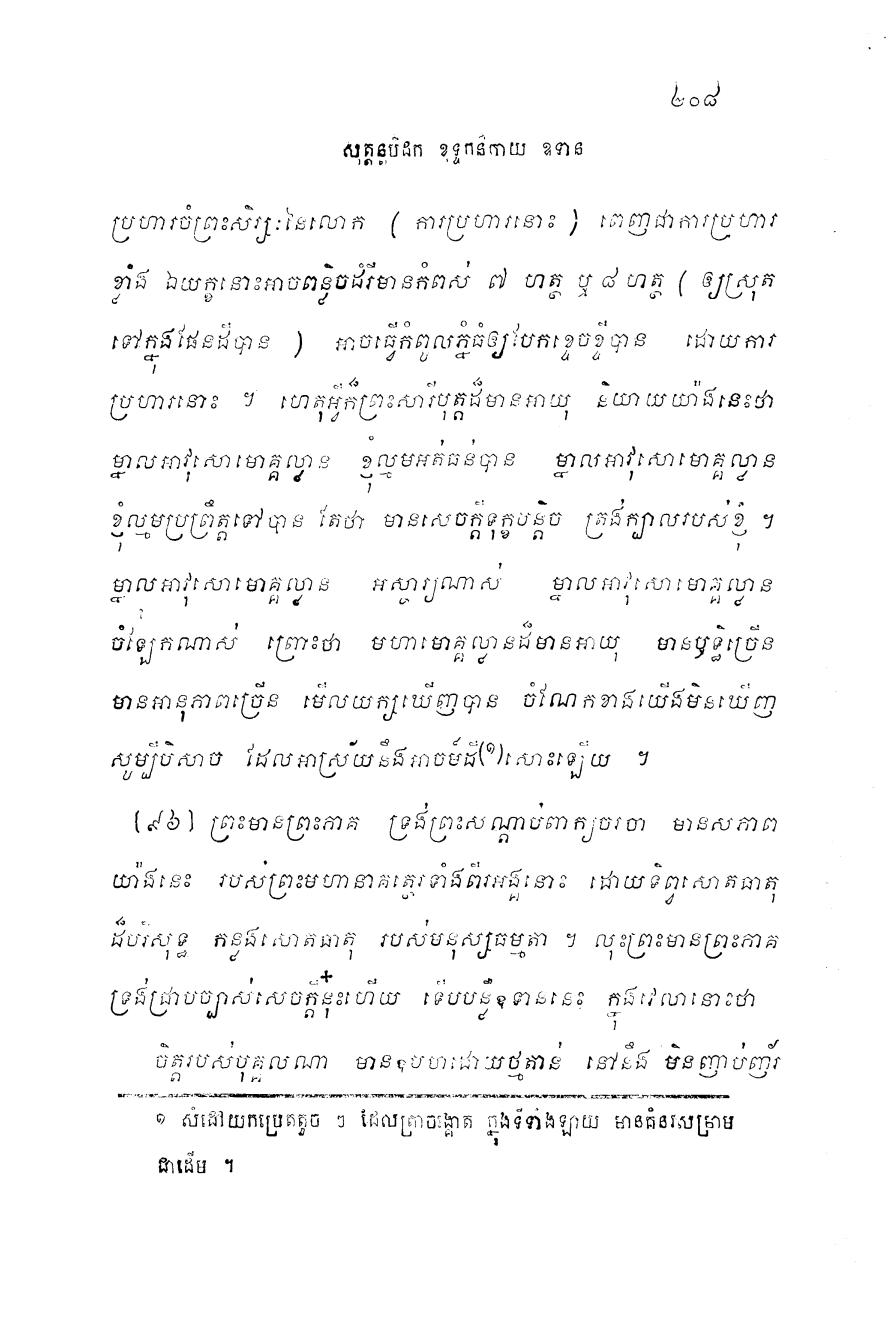 ២០៨
សុត្តន្តបិដក ខុទ្ទកនិកាយ ឧទាន
ប្រហារចំព្រះសិរ្សៈនៃលោក ( ការប្រហារនោះ ) ពេញជាការប្រហារ
ខ្លាំង ឯយក្ខនោះអាចពន្លិចដំរីមានកំពស់ ៧ ហត្ថ ឬ ៨ ហត្ថ ( ឲ្យស្រុត
ទៅក្នុងផែនដីបាន ) អាចធ្វើកំពូលភ្នំធំឲ្យបែកខ្ទេចខ្ទីបាន ដោយការ
ប្រហារនោះ ។ ហេតុអ្វីក៏ព្រះសារីបុត្តដ៏មានអាយុ និយាយយ៉ាងនេះថា
ម្នាលអាវុសោមោគ្គល្លាន ខ្ញុំល្មមអត់ធន់បាន ម្នាលអាវុសោមោគ្គល្លាន
ខ្ញុំល្មមប្រព្រឹត្តទៅបាន តែថា មានសេចក្តីទុក្ខបន្តិច ត្រង់ក្បាលរបស់ខ្ញុំ ។
ម្នាលអាវុសោមោគ្គល្លាន អស្ចារ្យណាស់ ម្នាលអាវុសោមោគ្គល្លាន
ចំឡែកណាស់ ព្រោះថា មហាមោគ្គល្លានដ៏មានអាយុ មានឫទ្ធិច្រើន
មានអានុភាពច្រើន មើលយក្សឃើញបាន ចំណែកខាងយើងមិនឃើញ
សូម្បីបិសាច ដែលអាស្រ័យនឹងអាចម៍ដី(១)សោះឡើយ ។
(៩៦) ព្រះមានព្រះភាគ ទ្រង់ព្រះសណ្តាប់ពាក្យចរចា មានសភាព
យ៉ាងនេះ របស់ព្រះមហានាគត្ថេរទាំងពីរអង្គនោះ ដោយទិព្វសោតធាតុ
ដ៏បរិសុទ្ធ កន្លងសោតធាតុ របស់មនុស្សធម្មតា ។ លុះព្រះមានព្រះភាគ
ទ្រង់ជ្រាបច្បាស់សេចក្តីនុ៎ះហើយ ទើបបន្លឺឧទាននេះ ក្នុងវេលានោះថា
ចិត្តរបស់បុគ្គលណា មានឧបមាដោយថ្មតាន់ នៅនឹង មិនញាប់ញ័រ
១ សំដៅយកប្រេតតូច ៗ ដែលត្រាច់រង្គាត ក្នុងទីទាំងឡាយ មានគំនរសម្រាម
ជាដើម ។